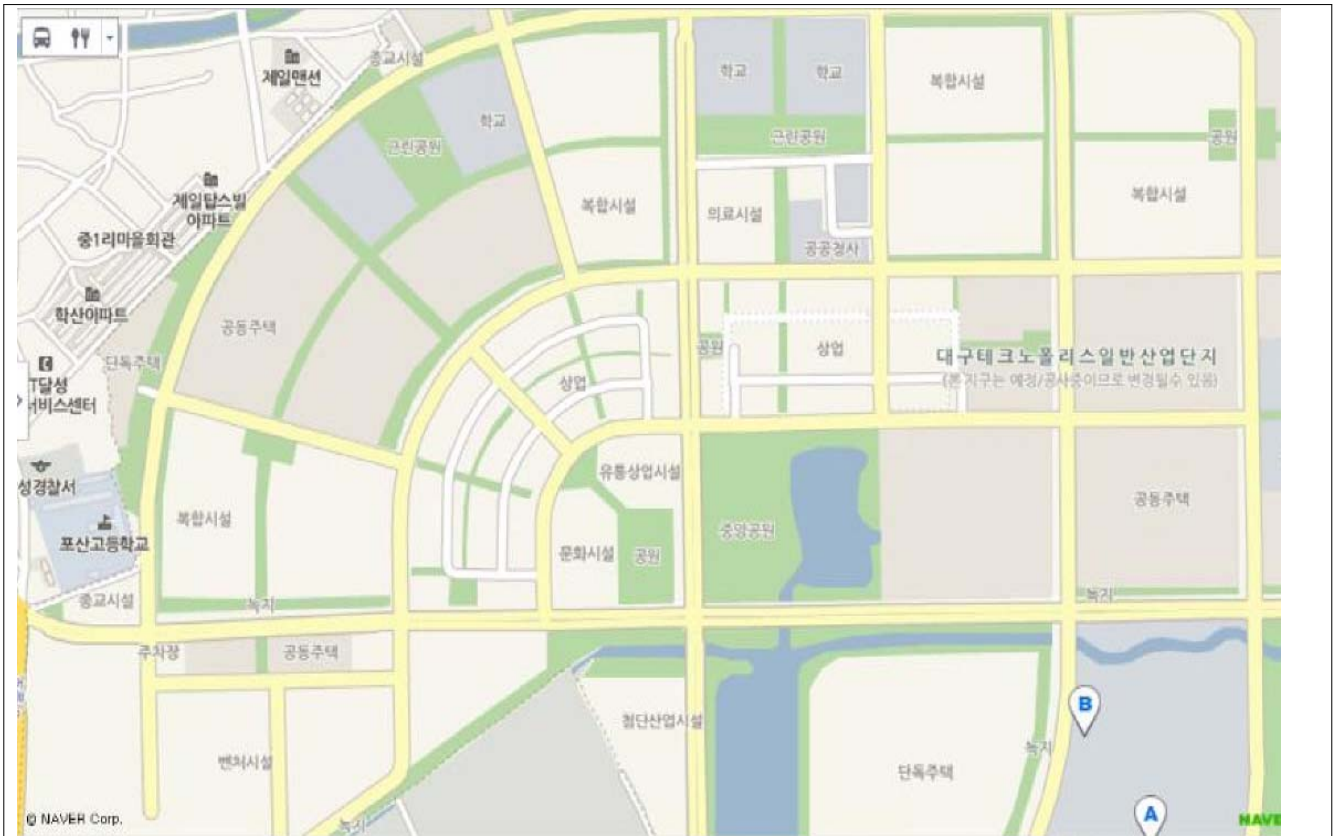 종교시설
제일맨션
학교
학교
학교
복합시설
근린공원
근린공원
공원
제일탑스빌
아파트
복합시설
의료시설
복합시설
중1리마을회관
공공청사
학산아파트
공동주택
단독주택
공원
상업
대구테크노폴리스일반산업단지
(본 지구는 예정/공사중이므로 변경될수 있음)
상업
T달성
서비스센터
유통상업시설
성경찰서
공동주택
복합시설
중앙공원
포산고등학교
문화시설
공원
종교시설
녹지
녹지
주차장
공동주택
B
첨단산업시설
녹지
벤처시설
단독주택
A
© NAVER Corp.
녹지
NAVE